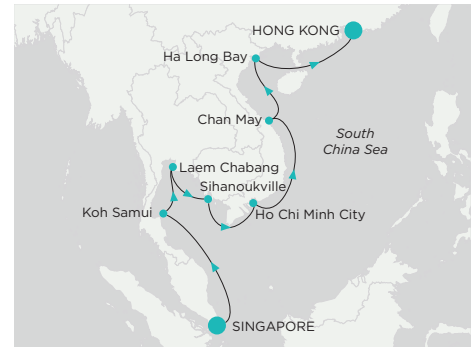 HONG KONG
Ha Long Bay
Chan May
South
China Sea
Laem Chabang
Sihanoukville
Koh Samui
Ho Chi Minh City
SINGAPORE